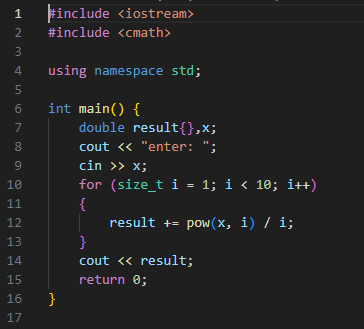 1 #include <iostream>
2 #include <cmath>
3
4 using namespace std;
5
6 int main() {
7     double result{},x;
8     cout << "enter: ";
9     cin >> x;
10     for (size_t i = 1; i < 10; i++)
11     {
12         result += pow(x, i) / i;
13     }
14     cout << result;
15     return 0;
16 }
17